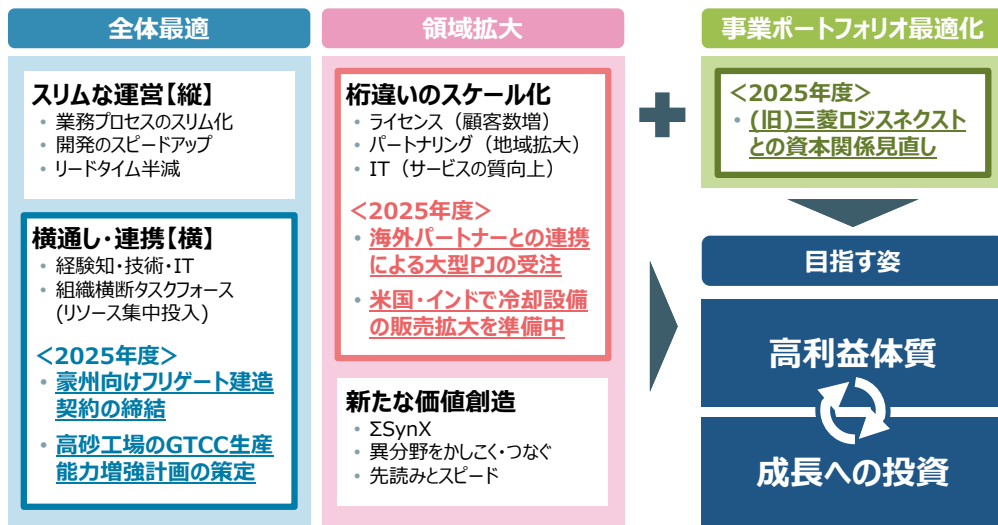 全体最適
スリムな運営【縦】
・ 業務プロセスのスリム化
・ 開発のスピードアップ
・ リードタイム半減
横通し・連携【横】
・ 経験知・技術・IT
・ 組織横断タスクフォース
(リソース集中投入)
＜2025年度＞
・ 豪州向けフリゲート建造
契約の締結
・ 高砂工場のGTCC生産
能力増強計画の策定
領域拡大
桁違いのスケール化
・ ライセンス（顧客数増）
・ パートナリング（地域拡大）
・ IT（サービスの質向上）
＜2025年度＞
・ 海外パートナーとの連携
による大型PJの受注
・ 米国・インドで冷却設備
の販売拡大を準備中
新たな価値創造
・ ΣSynX
・ 異分野をかしこく・つなぐ
・ 先読みとスピード
事業ポートフォリオ最適化
＜2025年度＞
・ (旧)三菱ロジスネクスト
との資本関係見直し
目指す姿
高利益体質
成長への投資